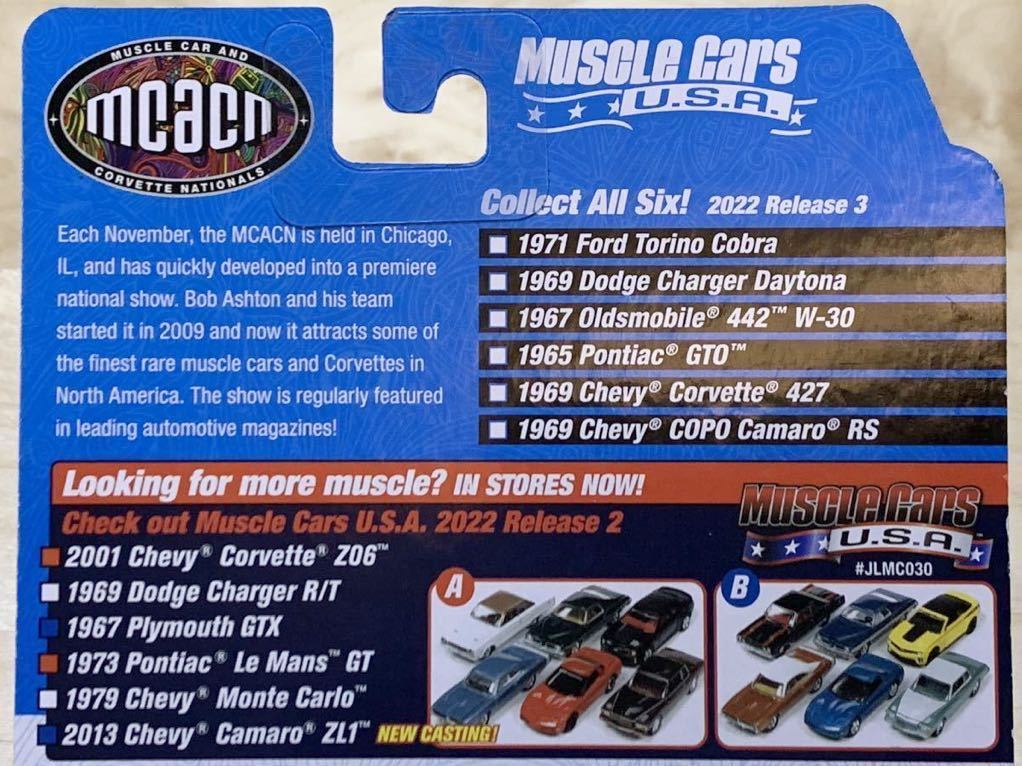 MUSCLE CAR AND
mcacn
CORVETTE NATIONALS
Muscle Cars
U.S.A.
Each November, the MCACN is held in Chicago,
IL, and has quickly developed into a premiere
national show. Bob Ashton and his team
started it in 2009 and now it attracts some of
the finest rare muscle cars and Corvettes in
North America. The show is regularly featured
in leading automotive magazines!
Collect All Six! 2022 Release 3
1971 Ford Torino Cobra
1969 Dodge Charger Daytona
1967 Oldsmobile® 442™ W-30
1965 Pontiac® GTO™
1969 Chevy® Corvette® 427
1969 Chevy® COPO Camaro® RS
Looking for more muscle? IN STORES NOW!
Check out Muscle Cars U.S.A. 2022 Release 2
2001 Chevy® Corvette® Z06™
1969 Dodge Charger R/T
1967 Plymouth GTX
1973 Pontiac® Le Mans™ GT
1979 Chevy® Monte Carlo™
2013 Chevy® Camaro® ZL1™ NEW CASTING!
Muscle Cars
U.S.A.
#JLMC030
A
B